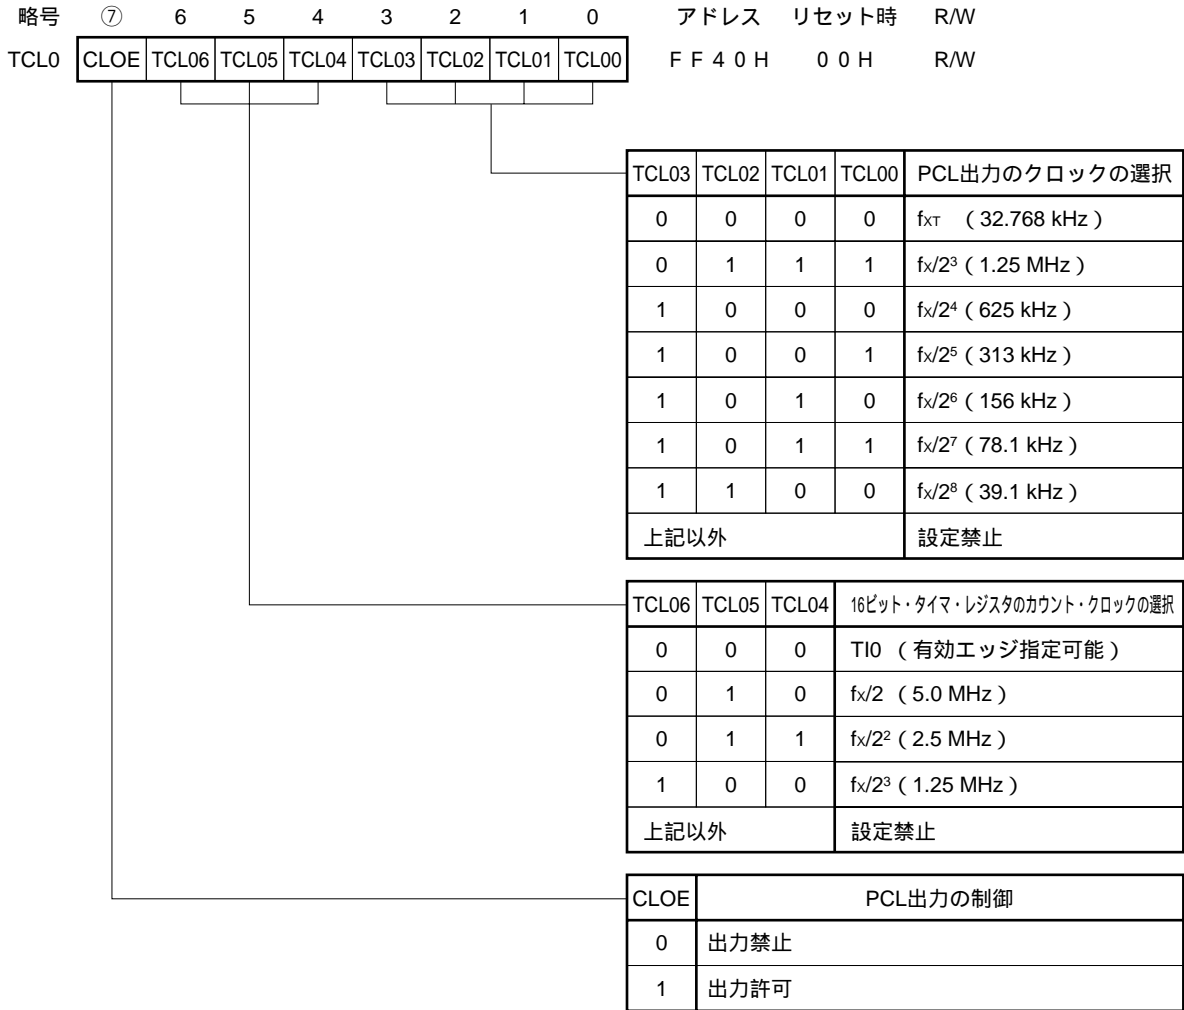 略号 ⑦ 6 5 4 3 2 1 0 アドレス リセット時 R/W
TCL0 CLOE TCL06 TCL05 TCL04 TCL03 TCL02 TCL01 TCL00 FF40H 00H R/W
TCL03 TCL02 TCL01 TCL00 PCL出力のクロックの選択
0 0 0 0 fXT (32.768 kHz)
0 1 1 1 fX/2³ (1.25 MHz)
1 0 0 0 fX/2⁴ (625 kHz)
1 0 0 1 fX/2⁵ (313 kHz)
1 0 1 0 fX/2⁶ (156 kHz)
1 0 1 1 fX/2⁷ (78.1 kHz)
1 1 0 0 fX/2⁸ (39.1 kHz)
上記以外 設定禁止
TCL06 TCL05 TCL04 16ビット・タイマ・レジスタのカウント・クロックの選択
0 0 0 TI0 (有効エッジ指定可能)
0 1 0 fX/2 (5.0 MHz)
0 1 1 fX/2² (2.5 MHz)
1 0 0 fX/2³ (1.25 MHz)
上記以外 設定禁止
CLOE PCL出力の制御
0 出力禁止
1 出力許可